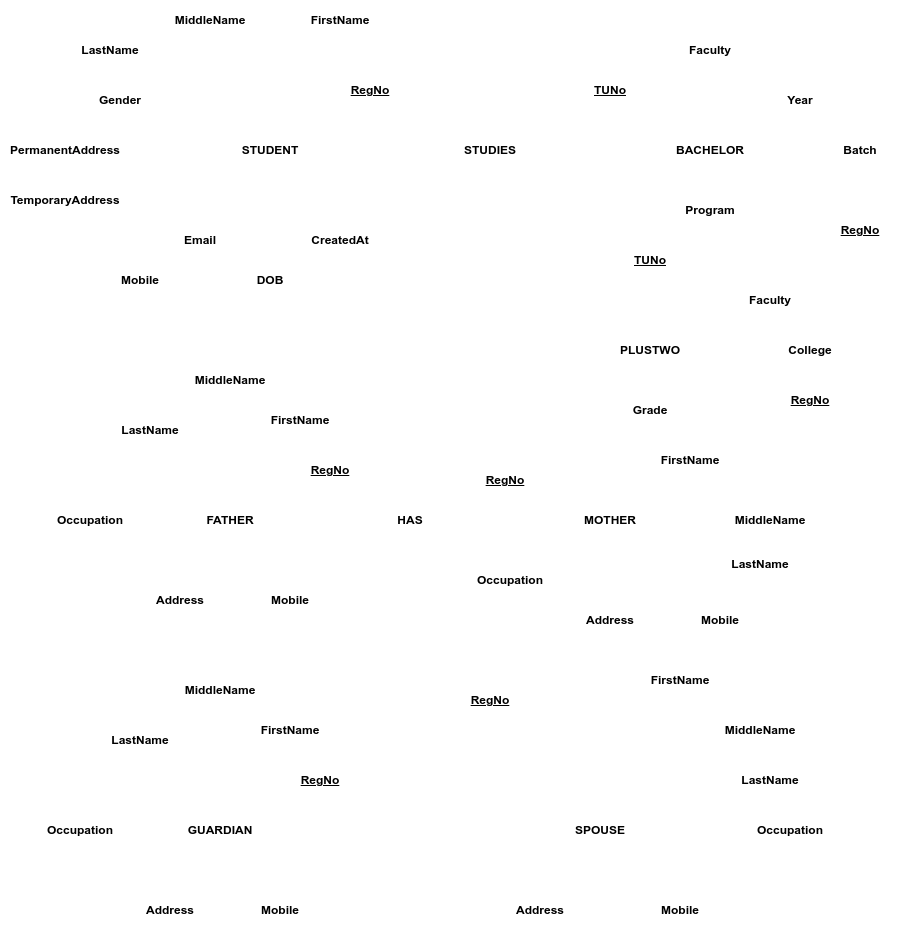 MiddleName FirstName
LastName Faculty
RegNo TUNo
Gender Year
PermanentAddress STUDENT STUDIES BACHELOR Batch
TemporaryAddress
Program
RegNo
Email CreatedAt
TUNo
Mobile DOB
Faculty
PLUSTWO College
MiddleName
RegNo
Grade
FirstName
LastName
FirstName
RegNo
RegNo
Occupation FATHER HAS MOTHER MiddleName
LastName
Occupation
Address Mobile
Address Mobile
FirstName
MiddleName
RegNo
FirstName MiddleName
LastName
RegNo LastName
Occupation GUARDIAN SPOUSE Occupation
Address Mobile Address Mobile